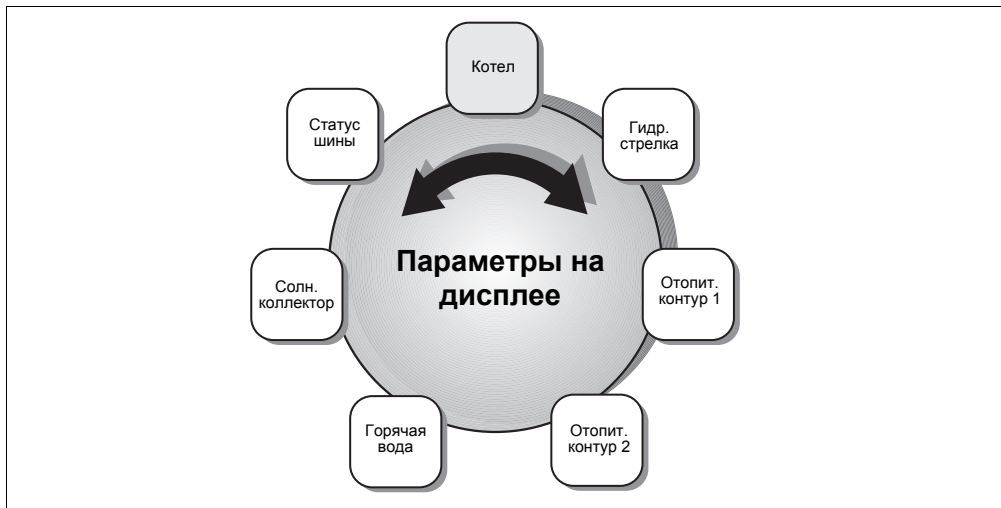 Котел
Гидр.
стрелка
Отопит.
контур 1
Отопит.
контур 2
Горячая
вода
Солн.
коллектор
Статус
шины
Параметры на
дисплее